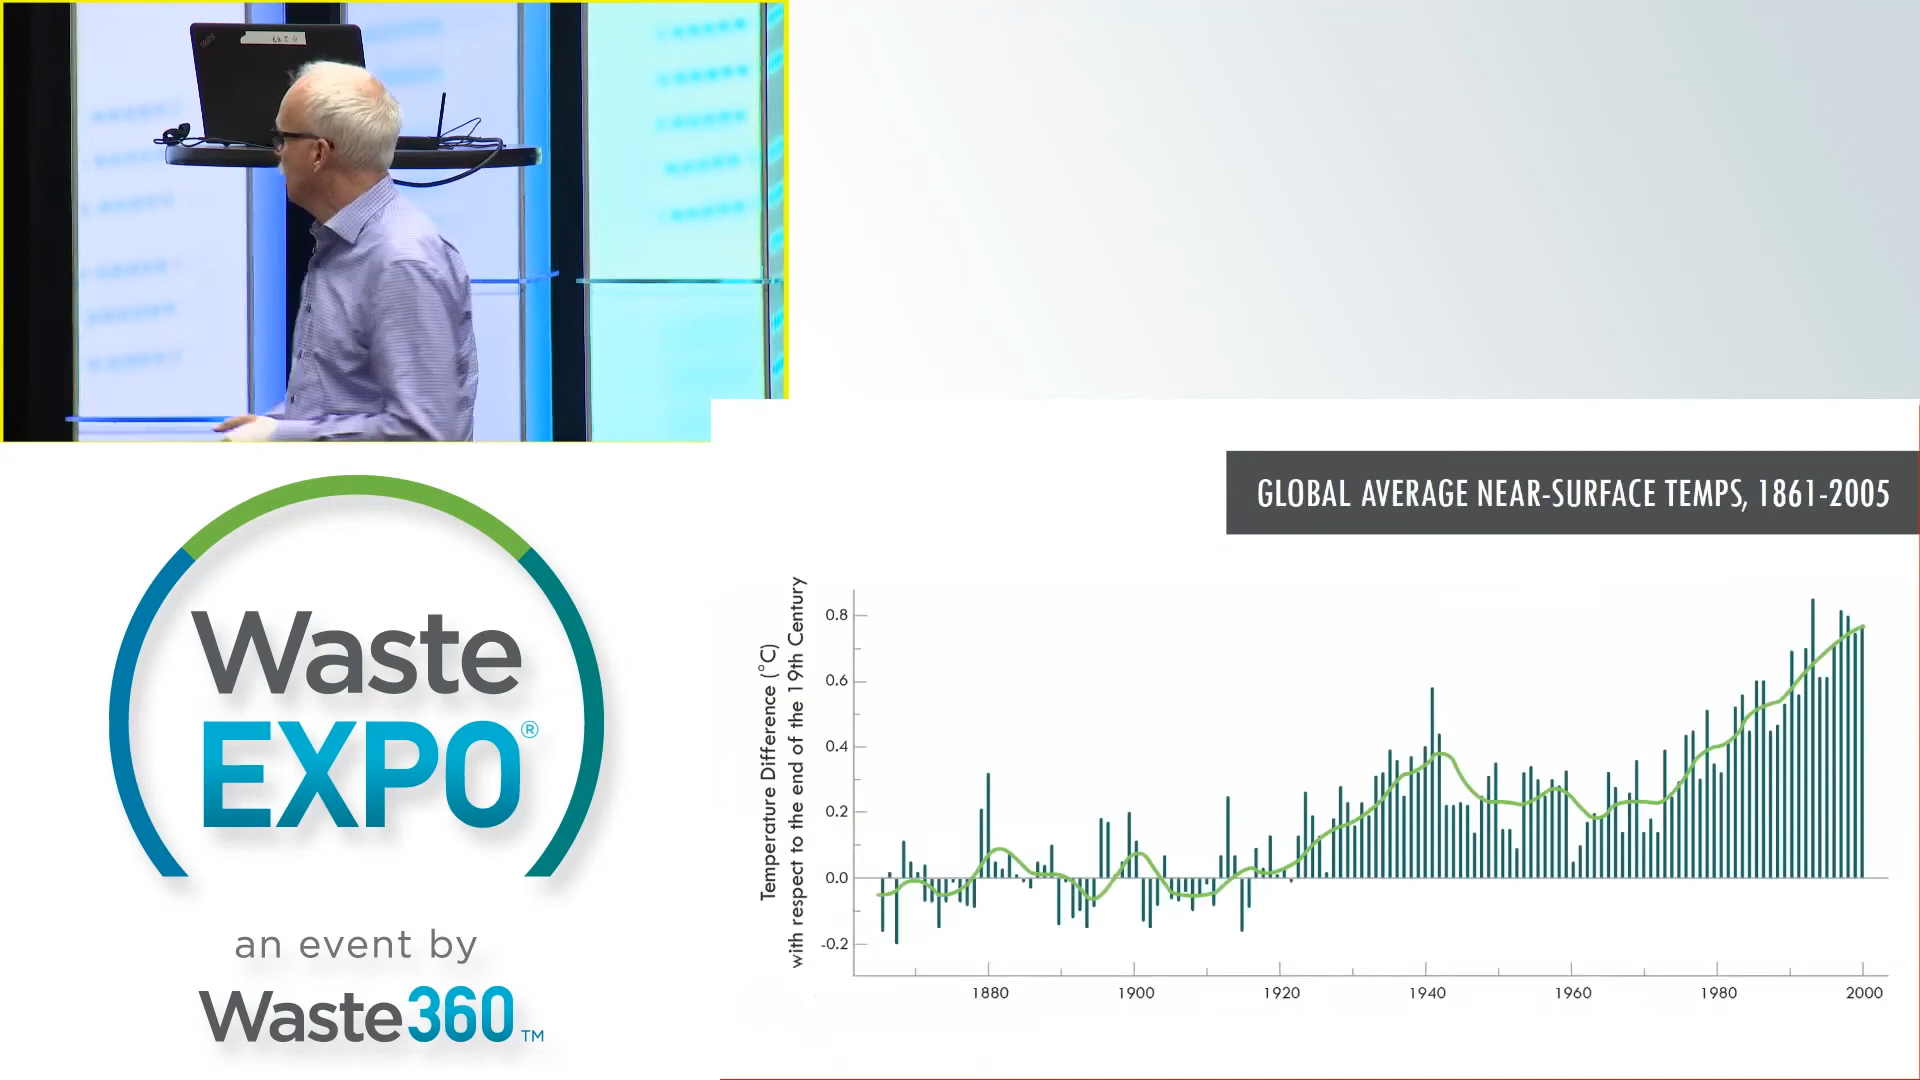 GLOBAL AVERAGE NEAR-SURFACE TEMPS, 1861-2005
Waste
EXPO®
an event by
Waste360™
Temperature Difference (°C)
with respect to the end of the 19th Century
0.8
0.6
0.4
0.2
0.0
-0.2
1880
1900
1920
1940
1960
1980
2000